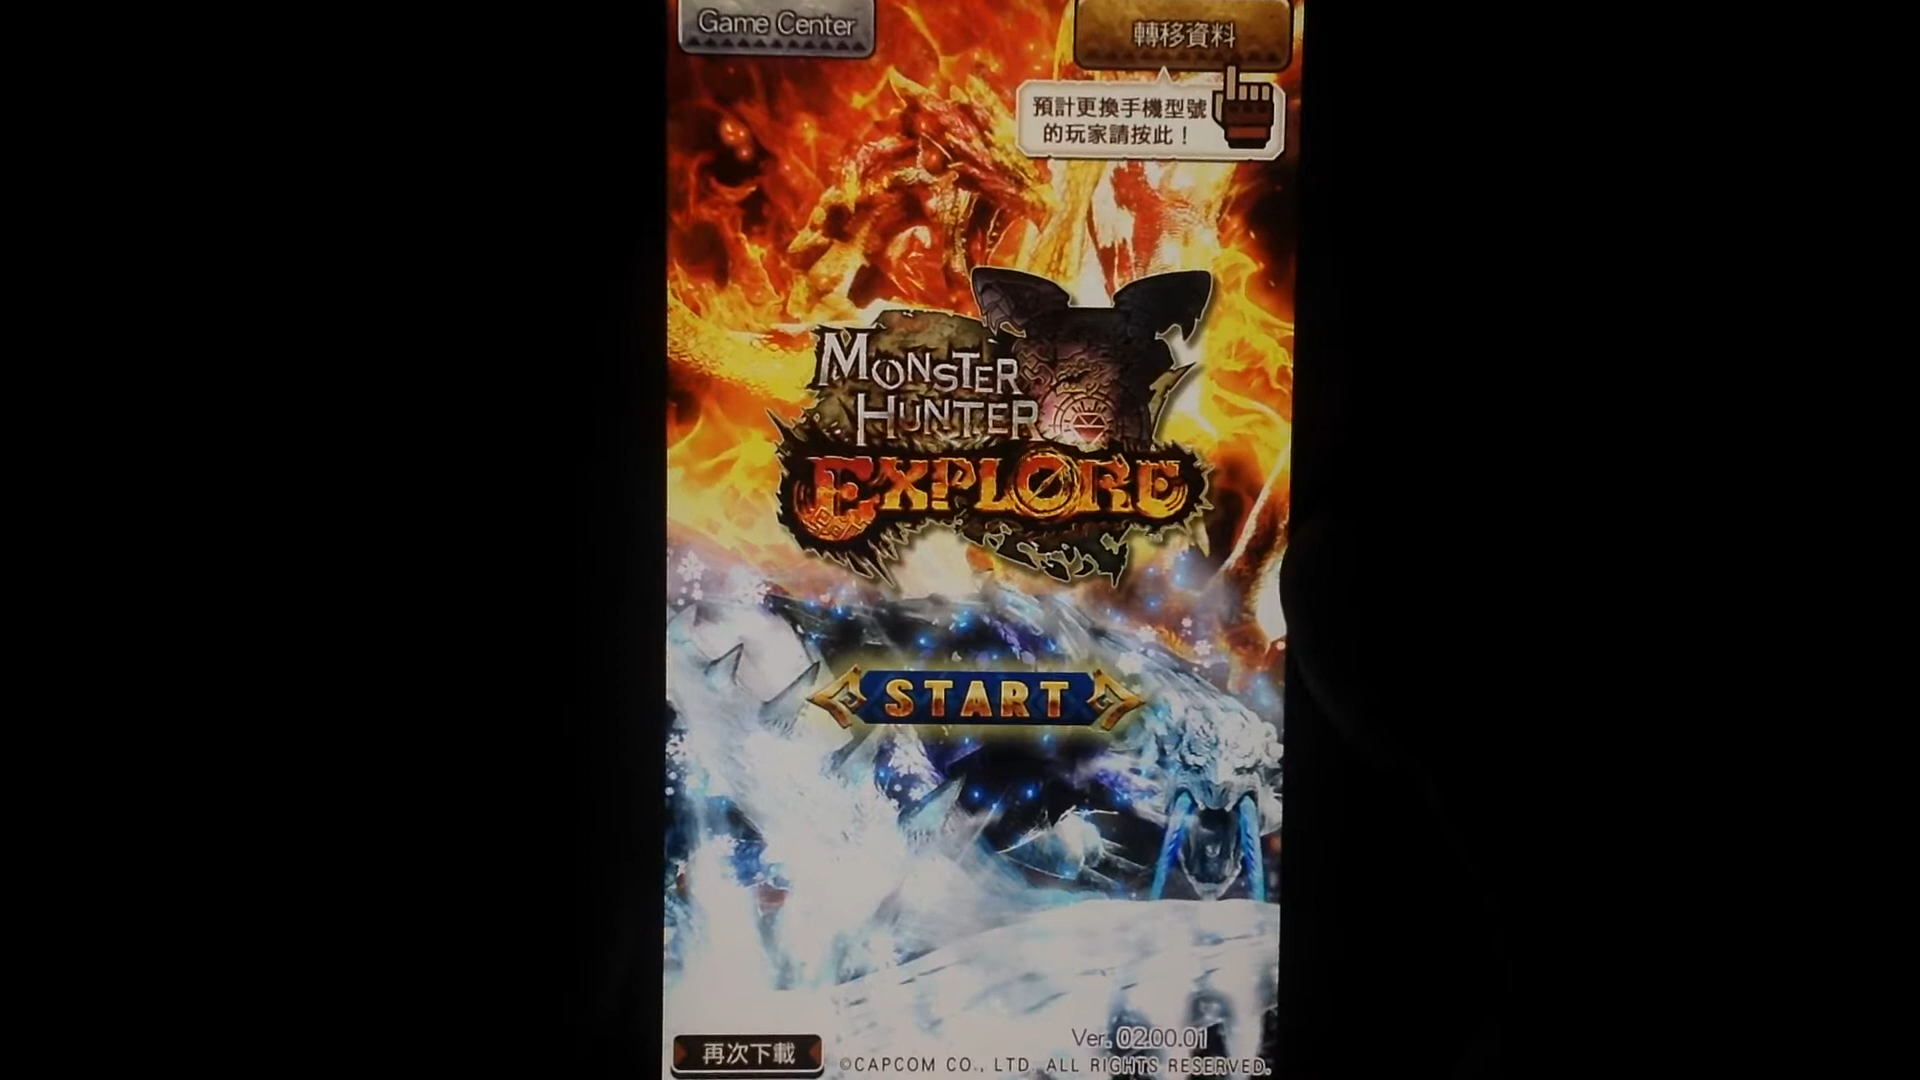 Game Center
轉移資料
預計更換手機型號
的玩家請按此！
MONSTER
HUNTER
EXPLORE
START
Ver. 02.00.01
再次下載
©CAPCOM CO., LTD. ALL RIGHTS RESERVED.